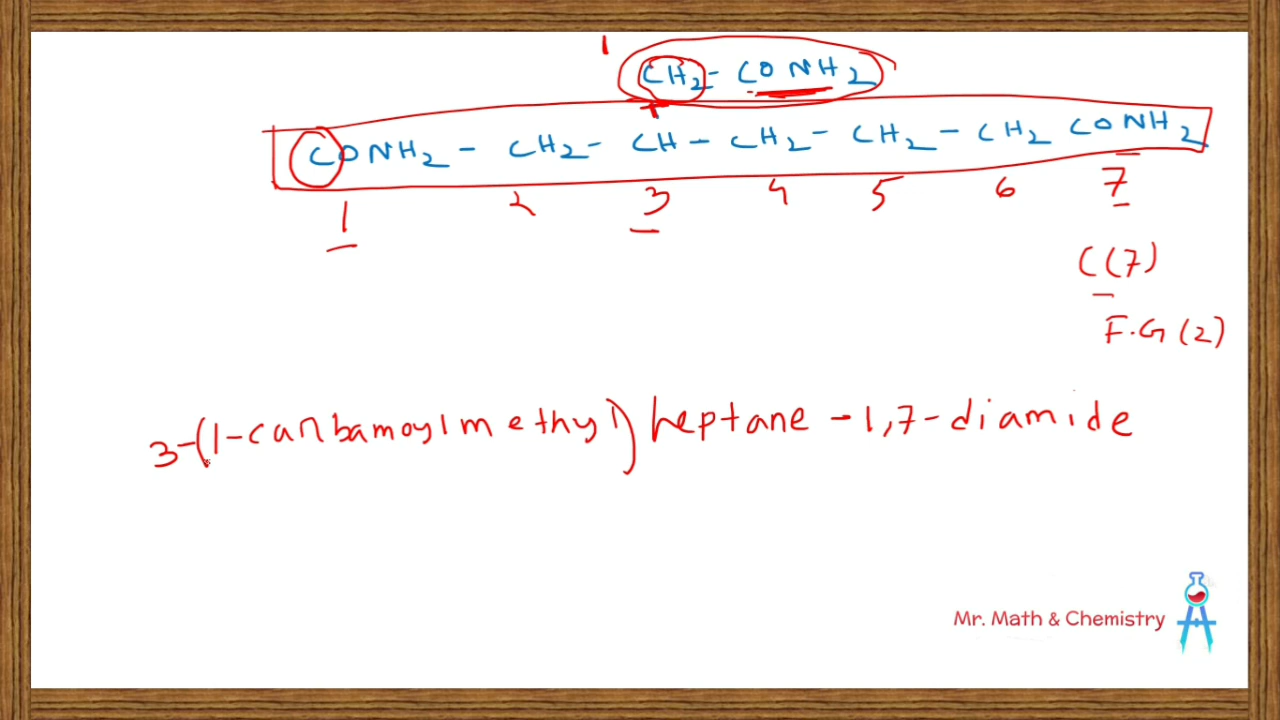 1
CH2- CONH2
CONH2 - CH2- CH - CH2- CH2 - CH2 CONH2
1 2 3 4 5 6 7
C(7)
F.G (2)
3-(1-carbamoylmethyl) heptane -1,7-diamide
Mr. Math & Chemistry